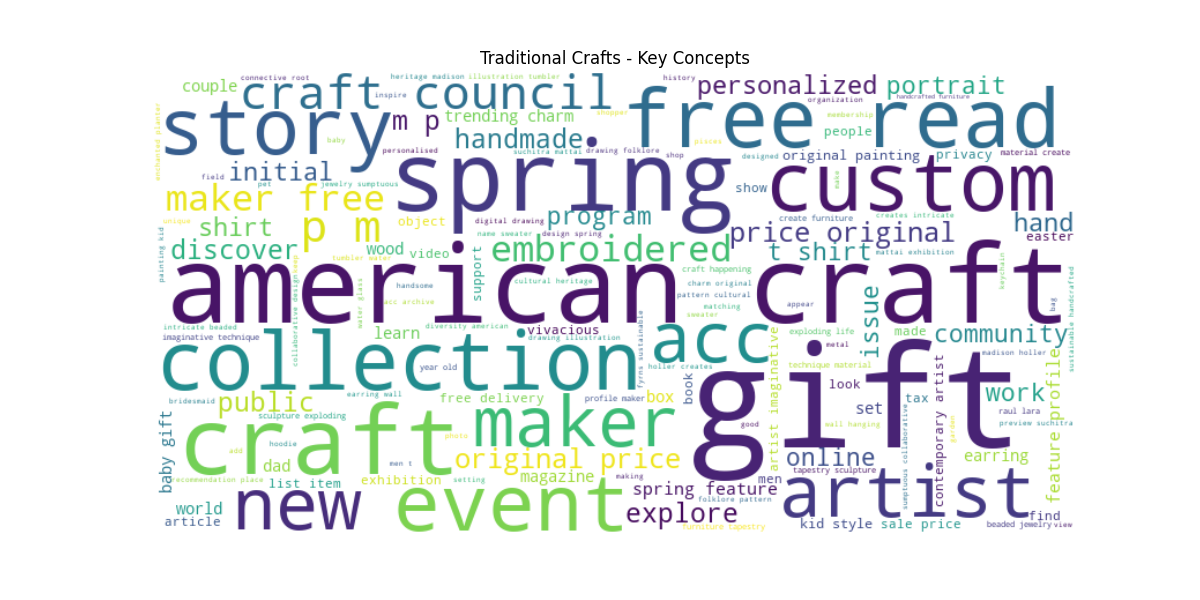 Traditional Crafts - Key Concepts
connective root
heritage madison
illustration tumbler
history
couple
craft council
inspire
personalized
portrait
organization
handcrafted furniture
story
m p
trending charm
shopper
free read
membership
people
handmade
baby
personalised
suchitra mattai
drawing folklore
shop
pieces
designed
original painting
privacy
material create
enchanted planter
field
initial
pet
jewelry sumptuous
spring
show
custom
make
maker free
unique
shirt
p m
object
digital drawing
program
create furniture
creates intricate
hand
easter
name sweater
design spring
price original
discover
wood
video
embroidered
t shirt
mattai exhibition
painting kid
tumbler water
keep
support
craft happening
keychain
american craft
handsome
cultural heritage
charm original
pattern cultural
acc archive
matching
sweater
appear
bag
sustainable handcrafted
collaborative design
water glass
issue
intricate beaded
imaginative technique
learn
diversity american
vivacious
drawing illustration
fyrms sustainable
acc
exploding life
made
community
metal
madison holler
collection
year old
holler creates
technique material
gift
look
book
box
profile maker
earring wall
free delivery
bridesmaid
public
sculpture exploding
maker
good
artist imaginative
set
tax
work
raul lara
contemporary artist
feature profile
wall hanging
garden
preview suchitra
baby gift
hoodie
add
craft
photo
original price
online
earring
dad
men t
recommendation place
list item
exhibition
setting
magazine
making
men
tapestry sculpture
sumptuous collaborative
new
event
spring feature
folklore pattern
artist
world
article
explore
furniture tapestry
kid style
sale price
find
beaded jewelry
view